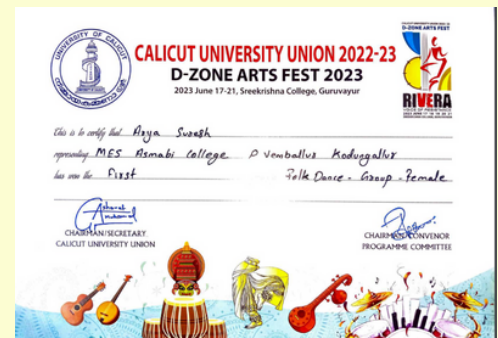 UNIVERSITY OF CALICUT
CALICUT UNIVERSITY UNION 2022-23
D-ZONE ARTS FEST 2023
2023 June 17-21, Sreekrishna College, Guruvayur
RIVERA
This is to certify that Arya Suresh
representing MES Asmabi College P Vemballur Kodungallur
has won the First Folk Dance - Group - Female
CHAIRMAN/SECRETARY
CALICUT UNIVERSITY UNION
CHAIRMAN/CONVENOR
PROGRAMME COMMITTEE